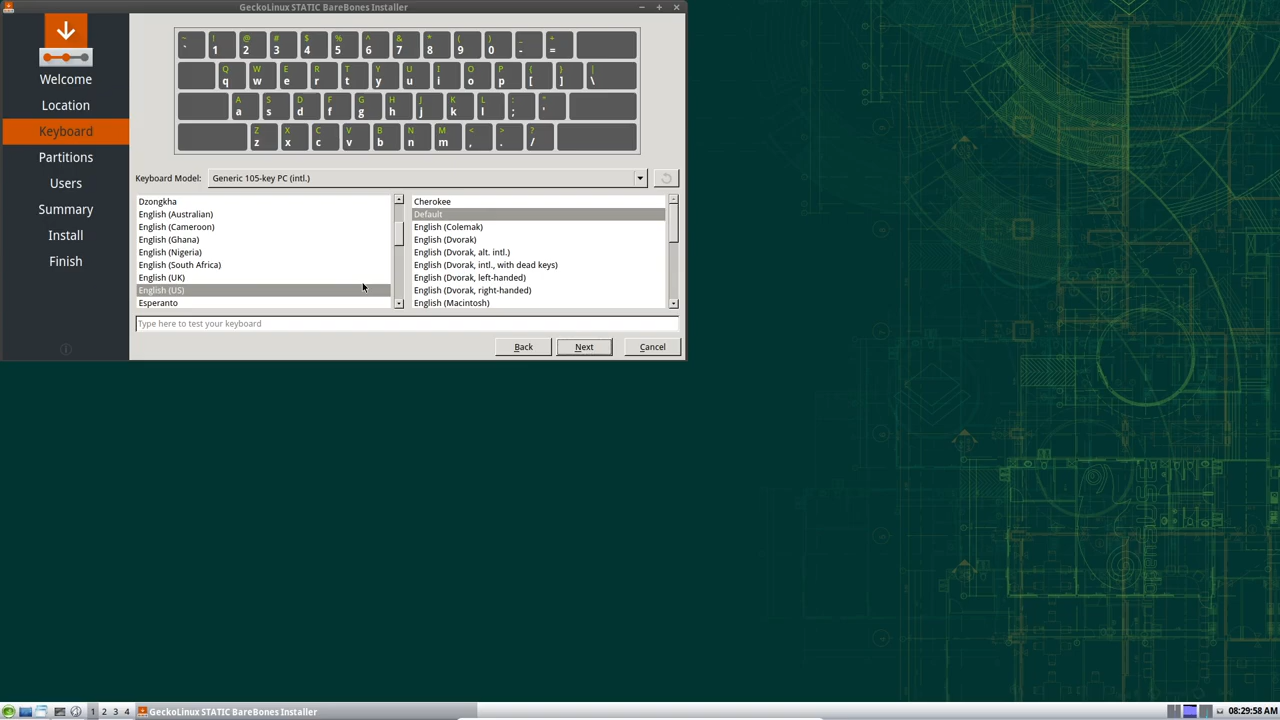 GeckoLinux STATIC BareBones Installer
Welcome
Location
Keyboard
Partitions
Users
Summary
Install
Finish
~ ! @ # $ % ^ & * ( ) _ +
` 1 2 3 4 5 6 7 8 9 0 - =
Q W E R T Y U I O P { } |
q w e r t y u i o p [ ] \
A S D F G H J K L : "
a s d f g h j k l ; '
Z X C V B N M < > ?
z x c v b n m , . /
Keyboard Model: Generic 105-key PC (intl.)
Dzongkha
English (Australian)
English (Cameroon)
English (Ghana)
English (Nigeria)
English (South Africa)
English (UK)
English (US)
Esperanto
Cherokee
Default
English (Colemak)
English (Dvorak)
English (Dvorak, alt. intl.)
English (Dvorak, intl., with dead keys)
English (Dvorak, left-handed)
English (Dvorak, right-handed)
English (Macintosh)
Type here to test your keyboard
Back Next Cancel
1 2 3 4 GeckoLinux STATIC BareBones Installer 08:29:58 AM